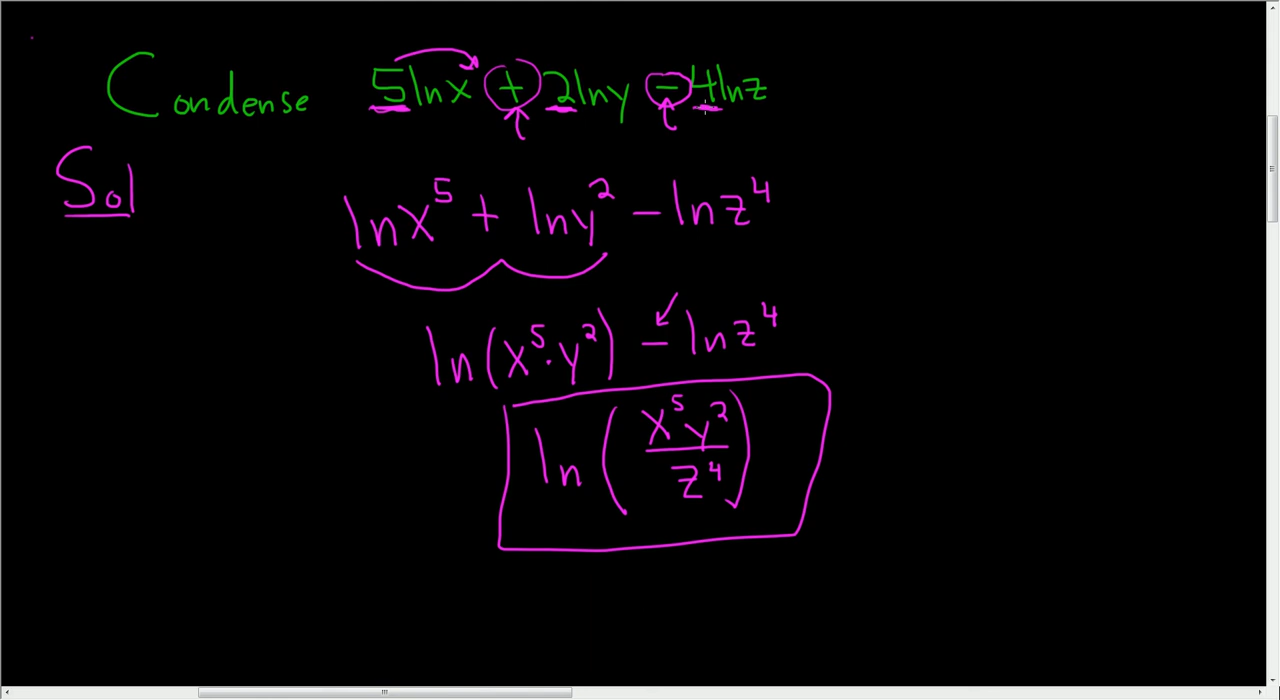 Condense 5lnx + 2lny - 4lnz
Sol
lnx⁵ + lny² - lnz⁴
ln(x⁵·y²) - lnz⁴
ln(x⁵y²/z⁴)